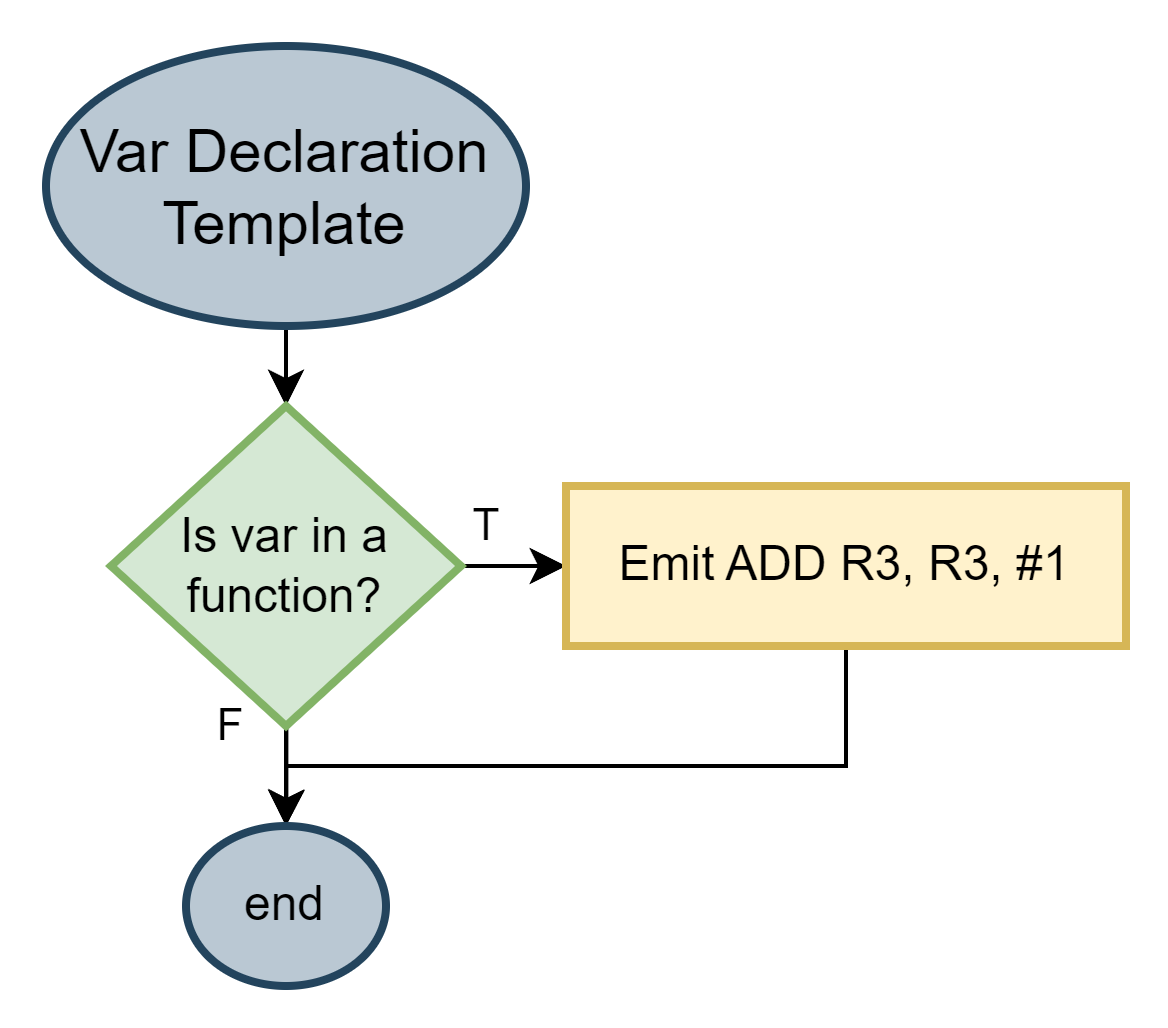 Var Declaration
Template
Is var in a
function?
T
Emit ADD R3, R3, #1
F
end